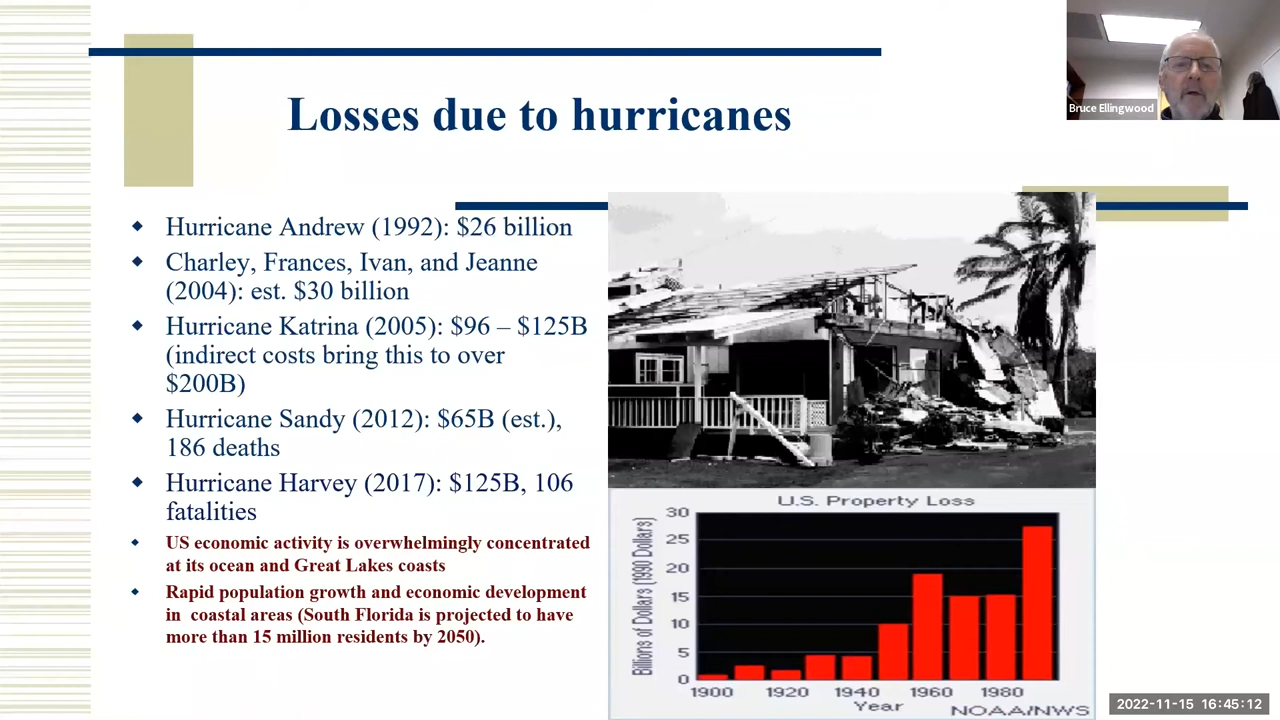 Bruce Ellingwood
Losses due to hurricanes
Hurricane Andrew (1992): $26 billion
Charley, Frances, Ivan, and Jeanne
(2004): est. $30 billion
Hurricane Katrina (2005): $96 – $125B
(indirect costs bring this to over
$200B)
Hurricane Sandy (2012): $65B (est.),
186 deaths
Hurricane Harvey (2017): $125B, 106
fatalities
US economic activity is overwhelmingly concentrated
at its ocean and Great Lakes coasts
Rapid population growth and economic development
in coastal areas (South Florida is projected to have
more than 15 million residents by 2050).
U.S. Property Loss
Billions of Dollars (1990 Dollars)
30
25
20
15
10
5
0
1900 1920 1940 1960 1980
Year
NOAA/NWS
2022-11-15 16:45:12